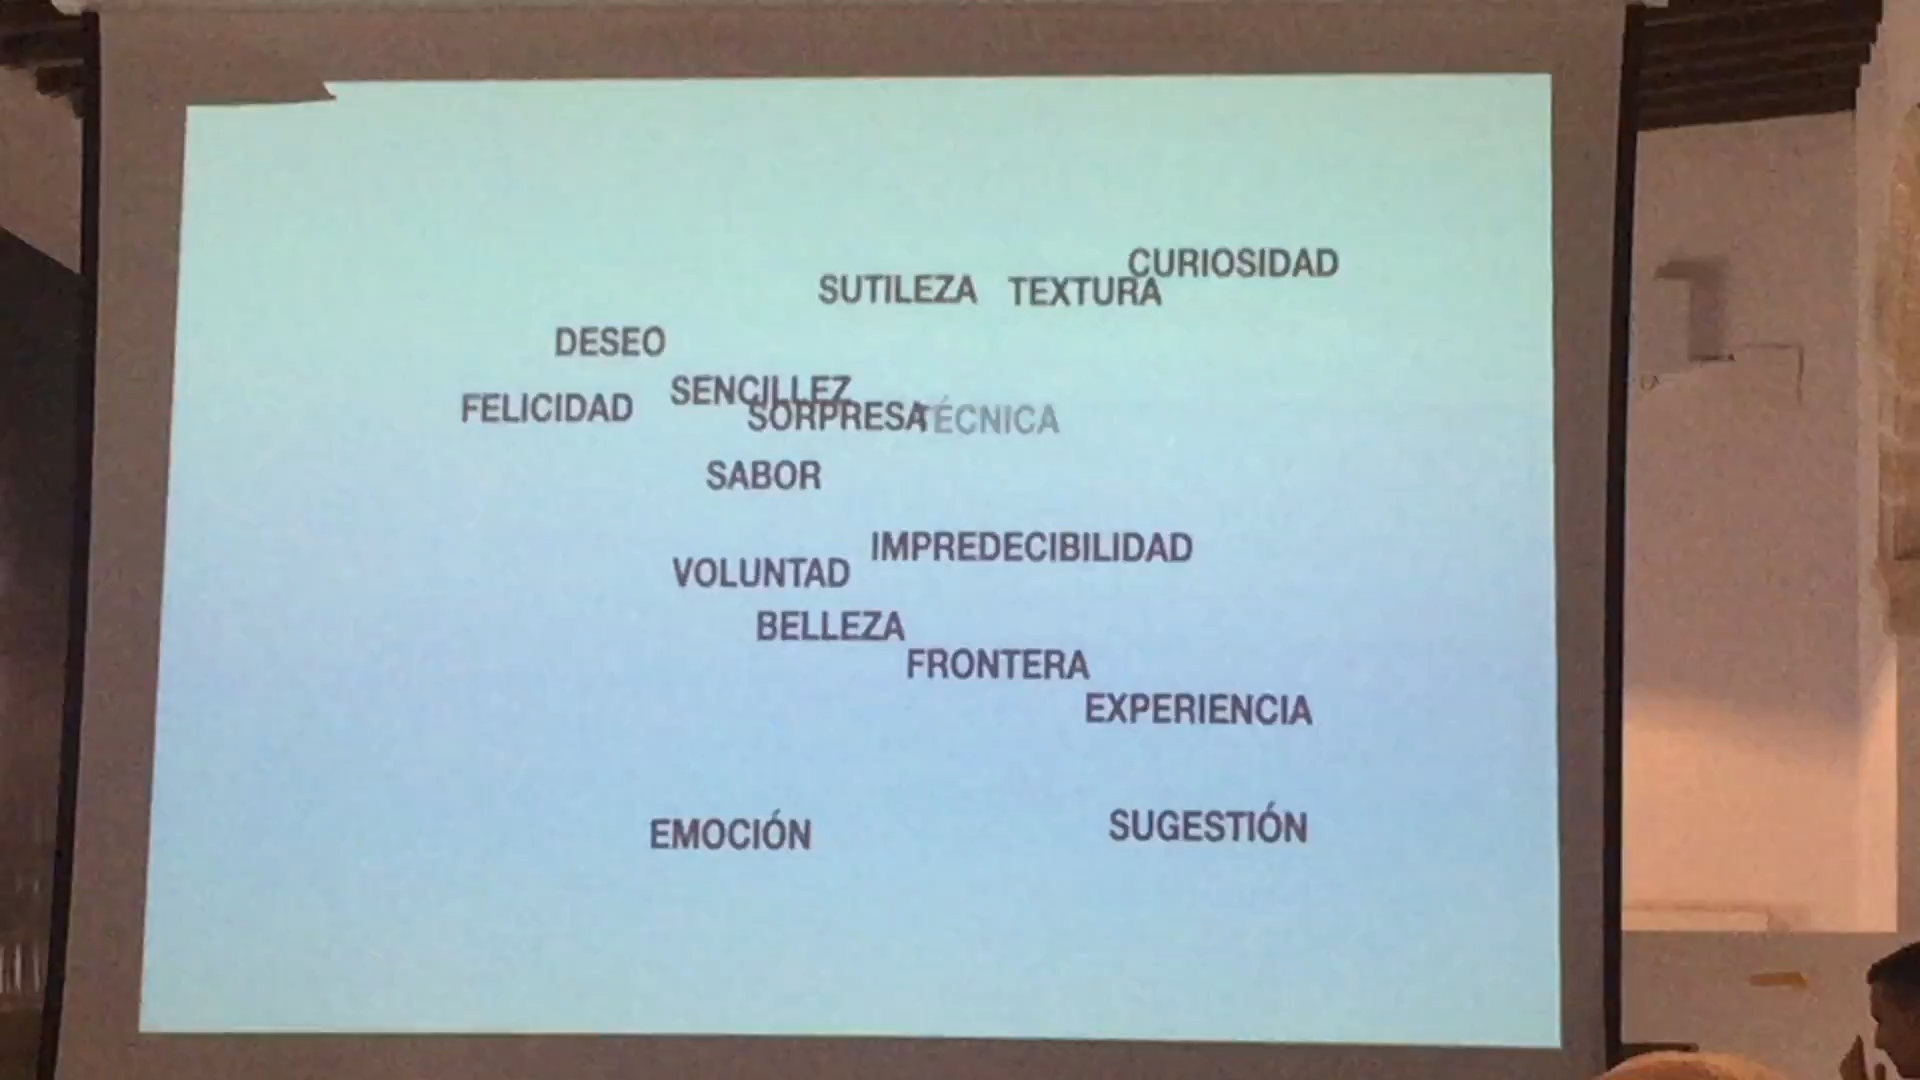 CURIOSIDAD
SUTILEZA TEXTURA
DESEO
SENCILLEZ
FELICIDAD
SORPRESA TÉCNICA
SABOR
IMPREDECIBILIDAD
VOLUNTAD
BELLEZA
FRONTERA
EXPERIENCIA
SUGESTIÓN
EMOCIÓN